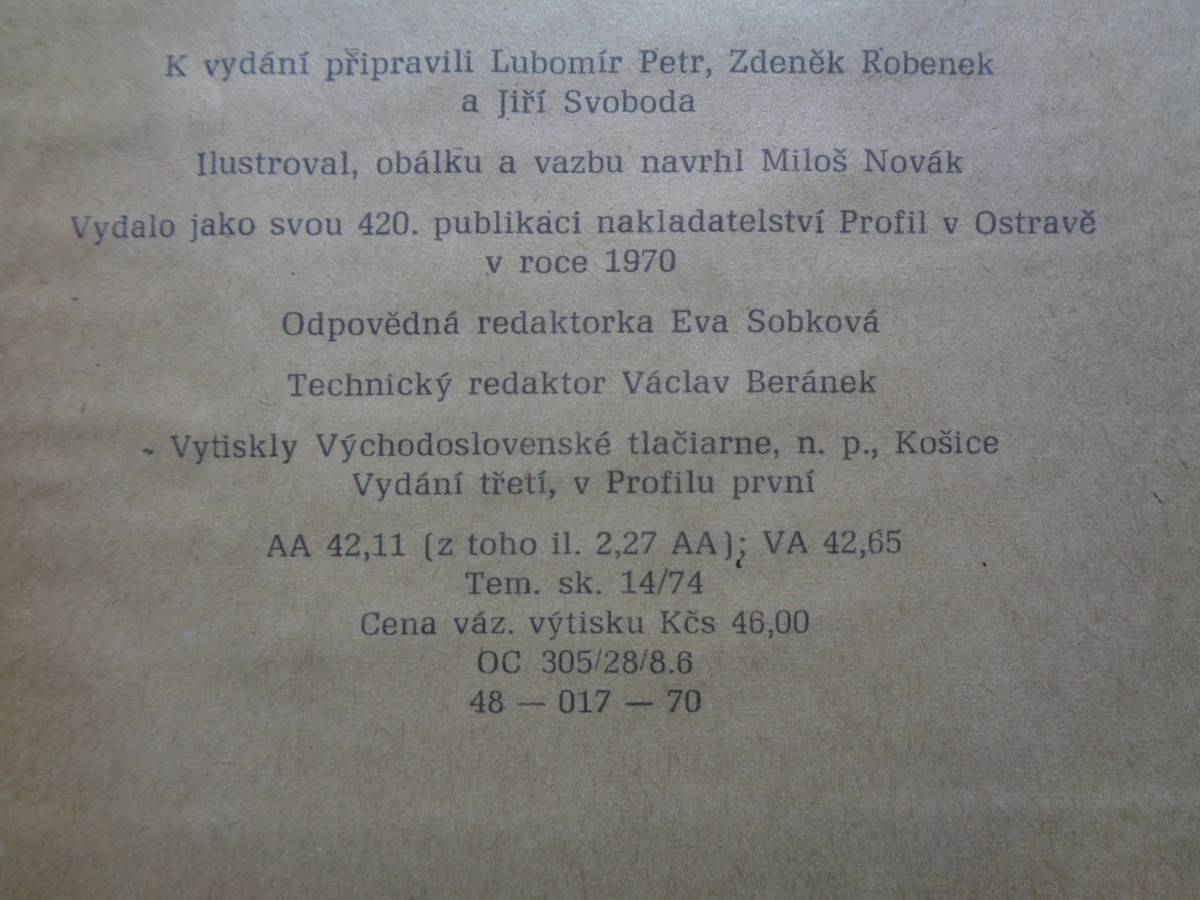 K vydání připravili Lubomír Petr, Zdeněk Robenek
a Jiří Svoboda
Ilustroval, obálku a vazbu navrhl Miloš Novák
Vydalo jako svou 420. publikaci nakladatelství Profil v Ostravě
v roce 1970
Odpovědná redaktorka Eva Sobková
Technický redaktor Václav Beránek
Vytiskly Východoslovenské tlačiarne, n. p., Košice
Vydání třetí, v Profilu první
AA 42,11 (z toho il. 2,27 AA); VA 42,65
Tem. sk. 14/74
Cena váz. výtisku Kčs 46,00
OC 305/28/8.6
48 — 017 — 70